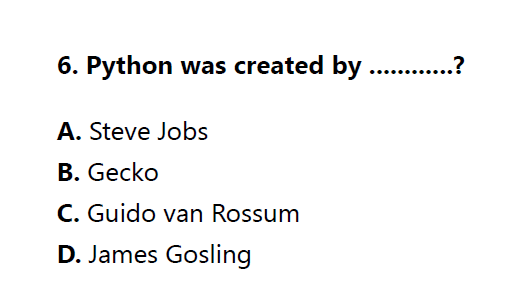 6. Python was created by ............?
A. Steve Jobs
B. Gecko
C. Guido van Rossum
D. James Gosling